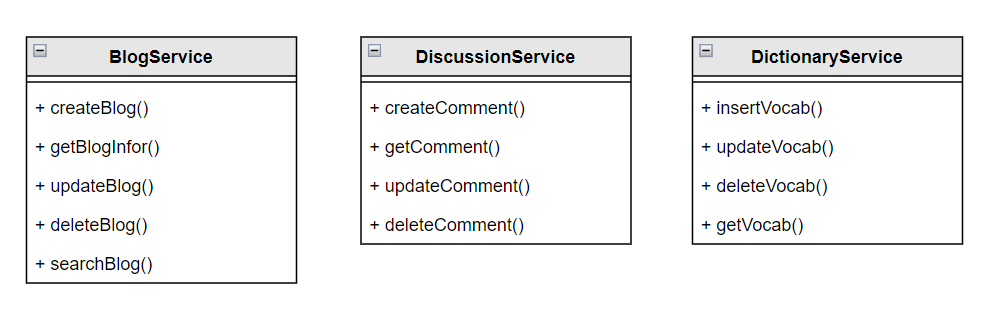 BlogService
+ createBlog()
+ getBlogInfor()
+ updateBlog()
+ deleteBlog()
+ searchBlog()
DiscussionService
+ createComment()
+ getComment()
+ updateComment()
+ deleteComment()
DictionaryService
+ insertVocab()
+ updateVocab()
+ deleteVocab()
+ getVocab()